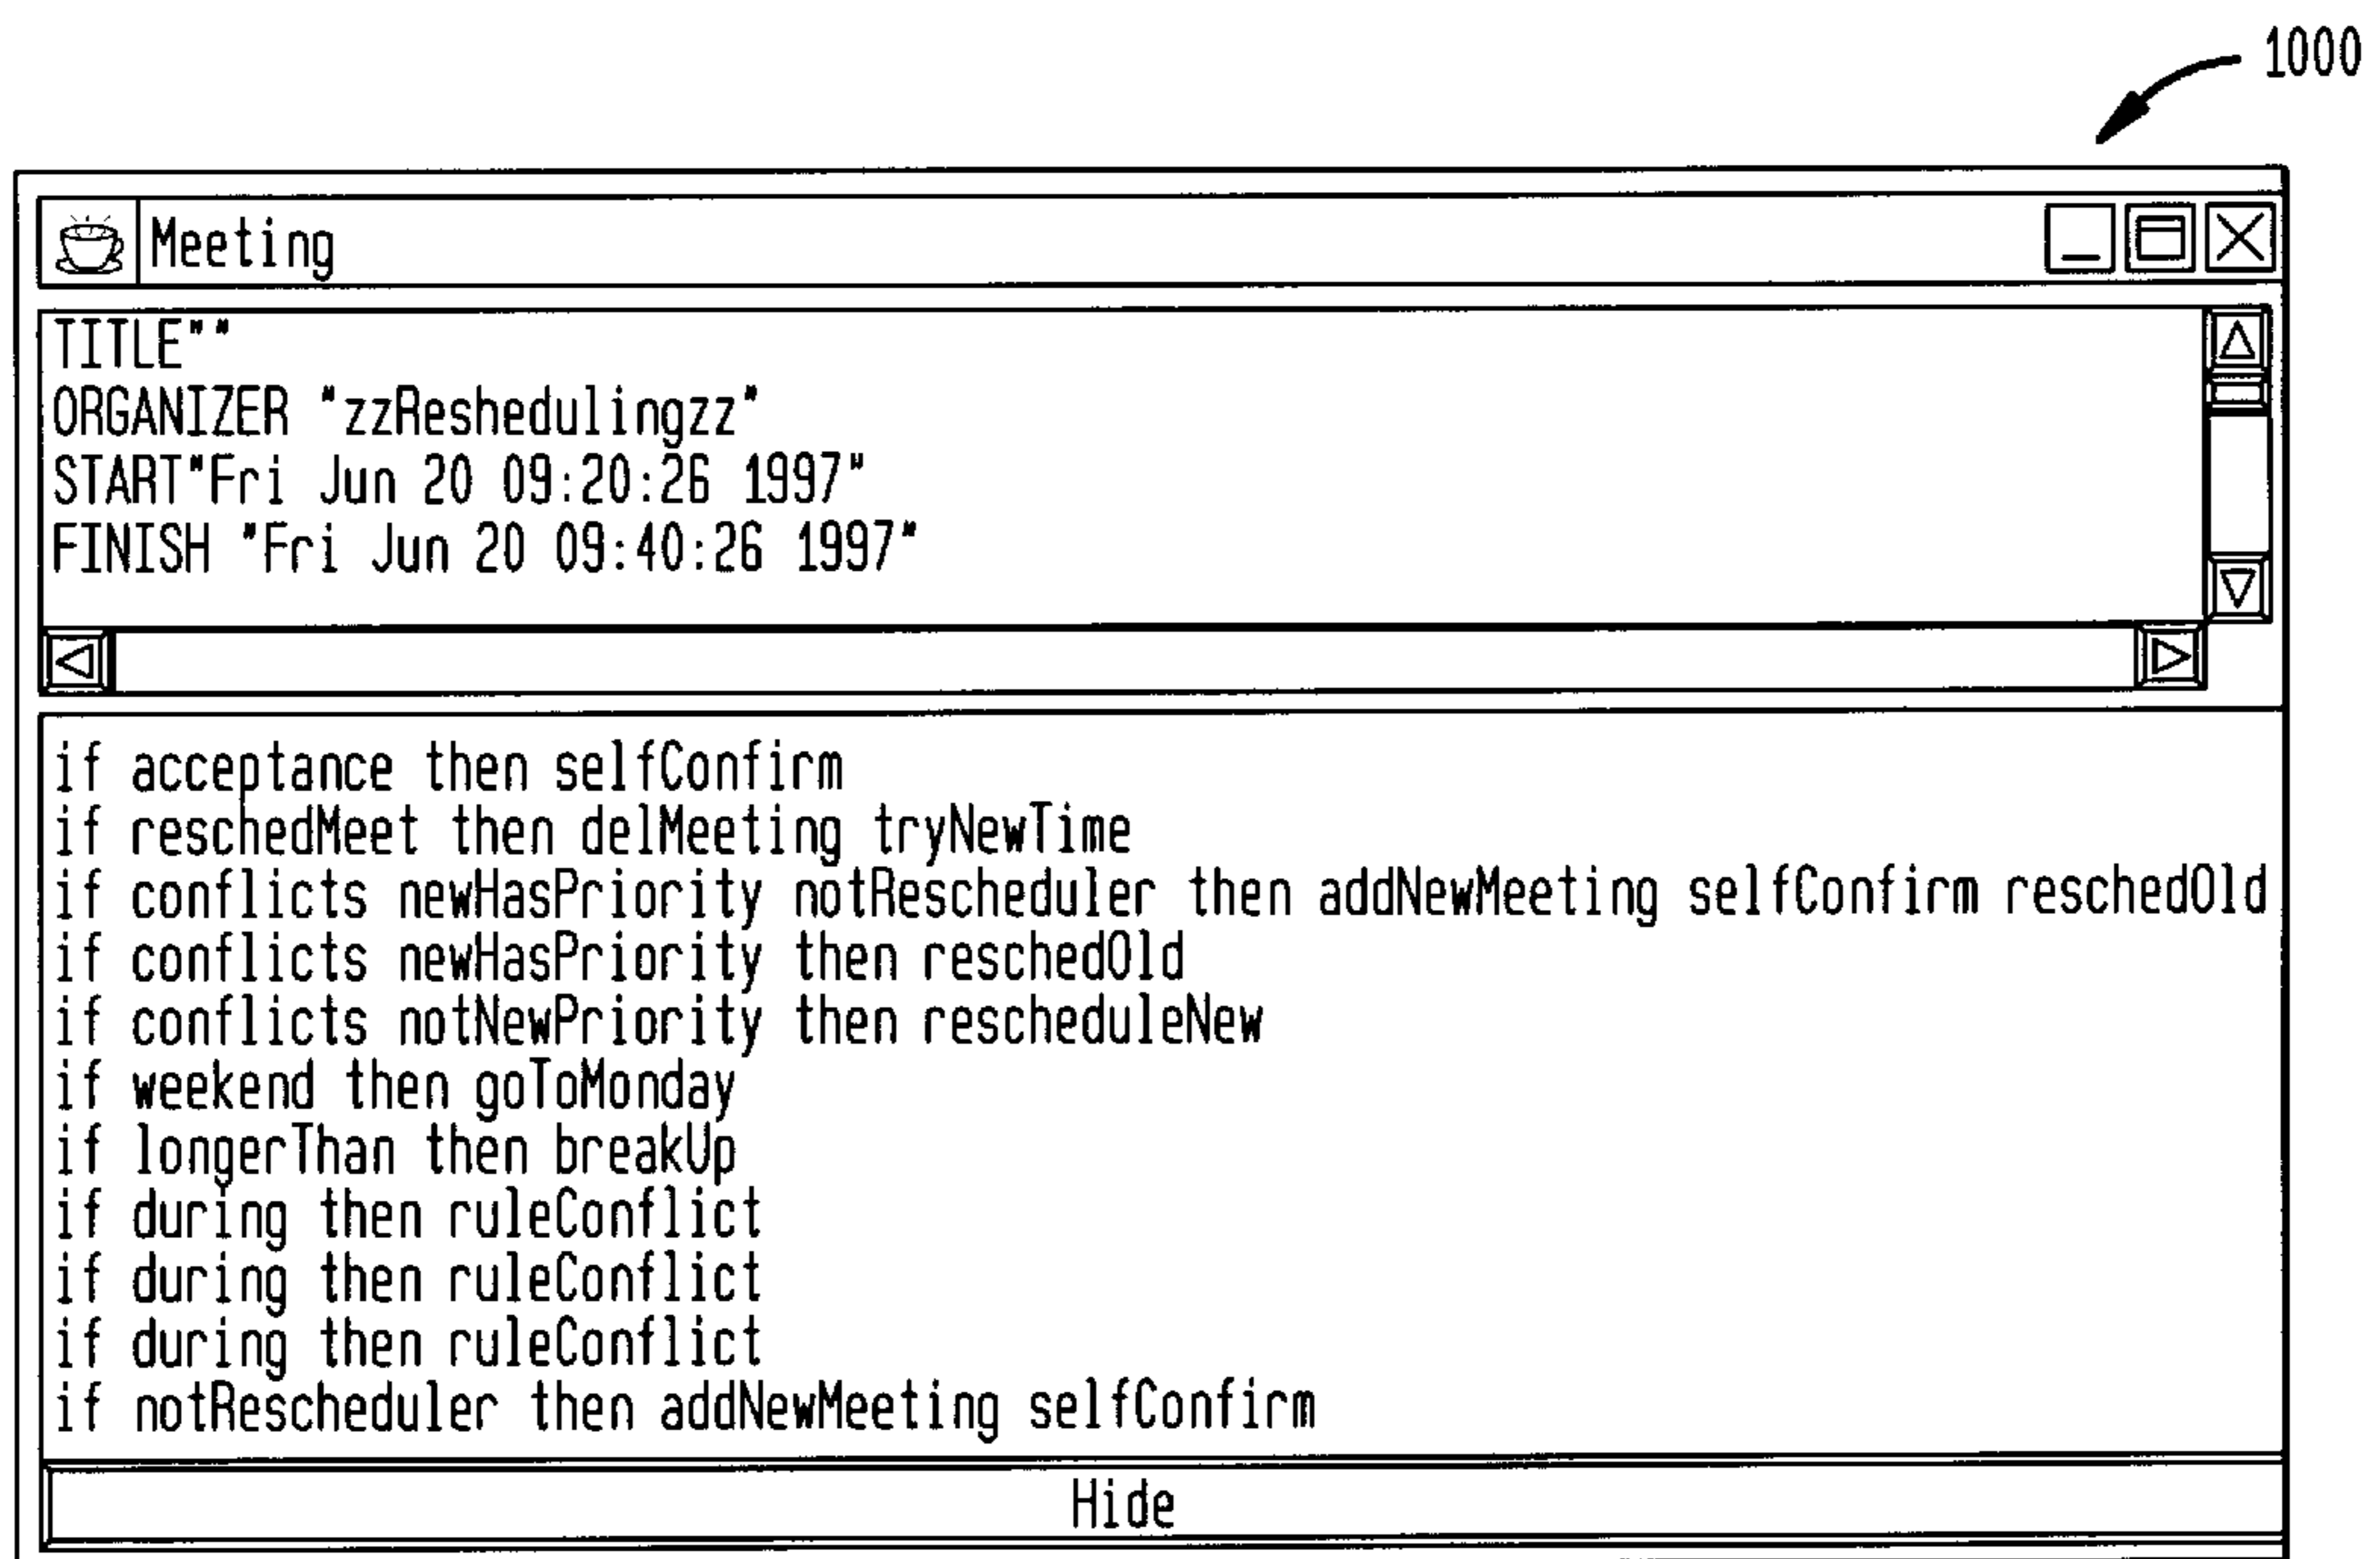 1000
Meeting
TITLE""
ORGANIZER "zzReshedulingzz"
START"Fri Jun 20 09:20:26 1997"
FINISH "Fri Jun 20 09:40:26 1997"
if acceptance then selfConfirm
if reschedMeet then delMeeting tryNewTime
if conflicts newHasPriority notRescheduler then addNewMeeting selfConfirm reschedOld
if conflicts newHasPriority then reschedOld
if conflicts notNewPriority then rescheduleNew
if weekend then goToMonday
if longerThan then breakUp
if during then ruleConflict
if during then ruleConflict
if during then ruleConflict
if notRescheduler then addNewMeeting selfConfirm
Hide